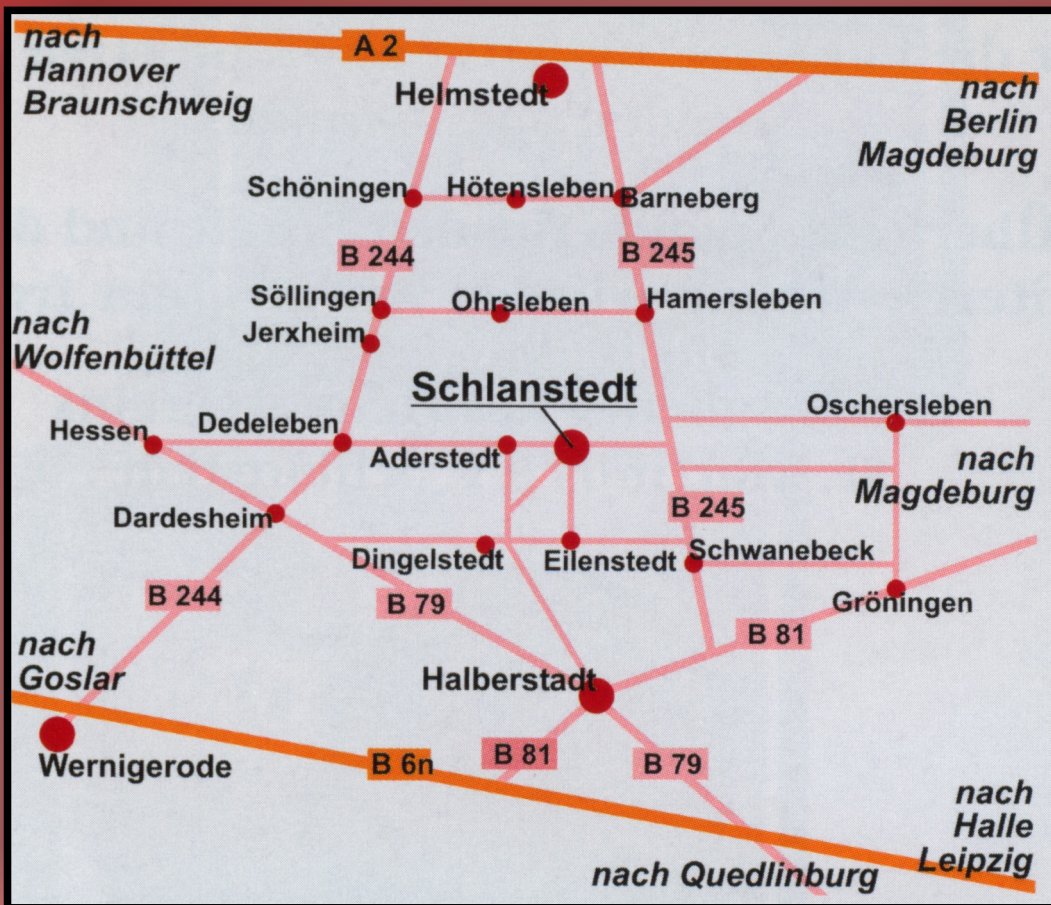 nach
Hannover
Braunschweig
A 2
Helmstedt
nach
Berlin
Magdeburg
Schöningen
Hötensleben
Barneberg
B 244
B 245
Söllingen
Ohrsleben
Hamersleben
Jerxheim
nach
Wolfenbüttel
Schlanstedt
Hessen
Dedeleben
Aderstedt
Oschersleben
nach
Magdeburg
Dardesheim
B 245
Dingelstedt
Eilenstedt
Schwanebeck
B 244
B 79
Gröningen
B 81
nach
Goslar
Halberstadt
Wernigerode
B 6n
B 81
B 79
nach
Halle
Leipzig
nach Quedlinburg